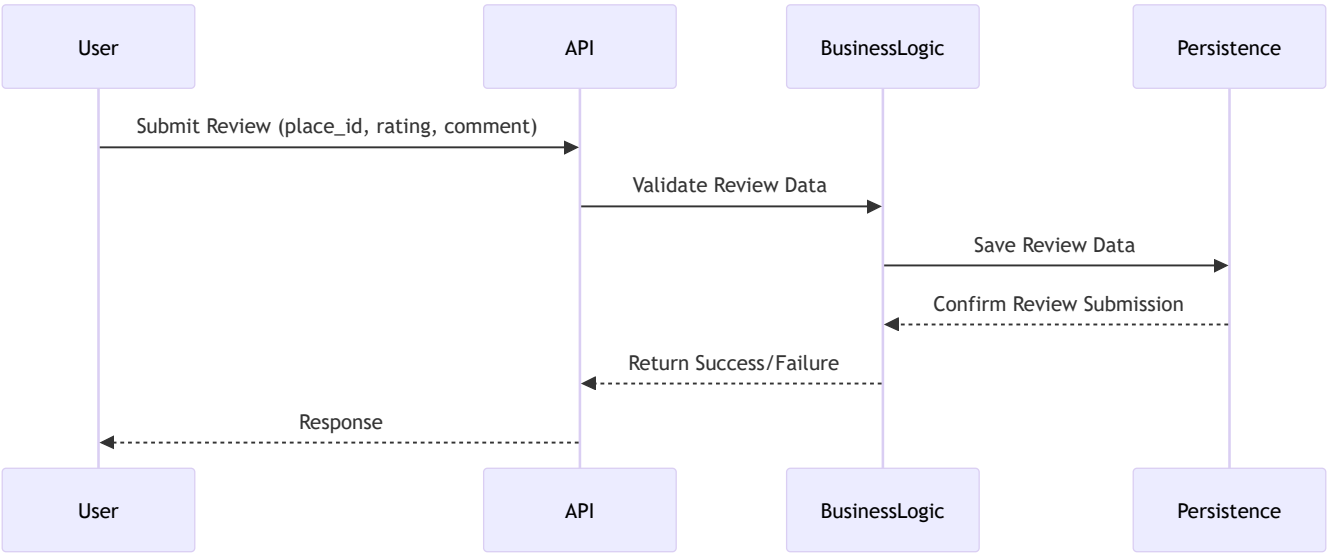 User
API
BusinessLogic
Persistence
Submit Review (place_id, rating, comment)
Validate Review Data
Save Review Data
Confirm Review Submission
Return Success/Failure
Response
User
API
BusinessLogic
Persistence